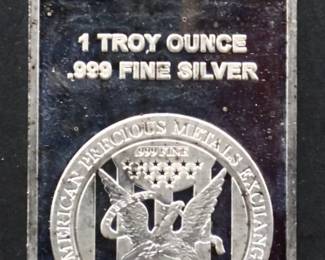 1 TROY OUNCE
.999 FINE SILVER
AMERICAN PRECIOUS METALS EXCHANGE
.999 FINE